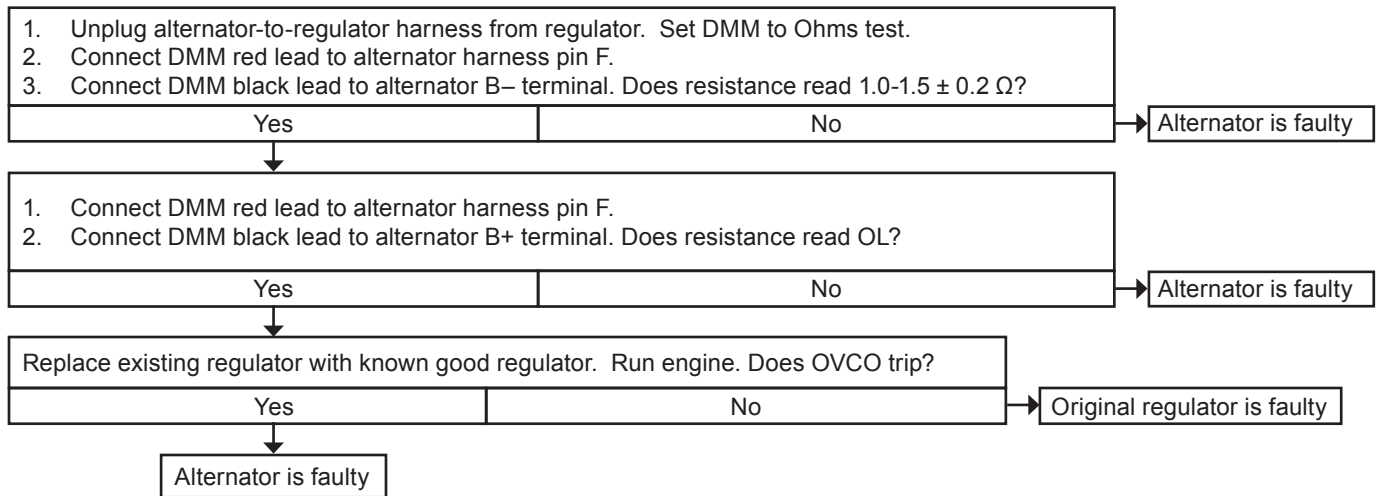 1. Unplug alternator-to-regulator harness from regulator. Set DMM to Ohms test.
2. Connect DMM red lead to alternator harness pin F.
3. Connect DMM black lead to alternator B– terminal. Does resistance read 1.0-1.5 ± 0.2 Ω?
Yes No Alternator is faulty
1. Connect DMM red lead to alternator harness pin F.
2. Connect DMM black lead to alternator B+ terminal. Does resistance read OL?
Yes No Alternator is faulty
Replace existing regulator with known good regulator. Run engine. Does OVCO trip?
Yes No Original regulator is faulty
Alternator is faulty